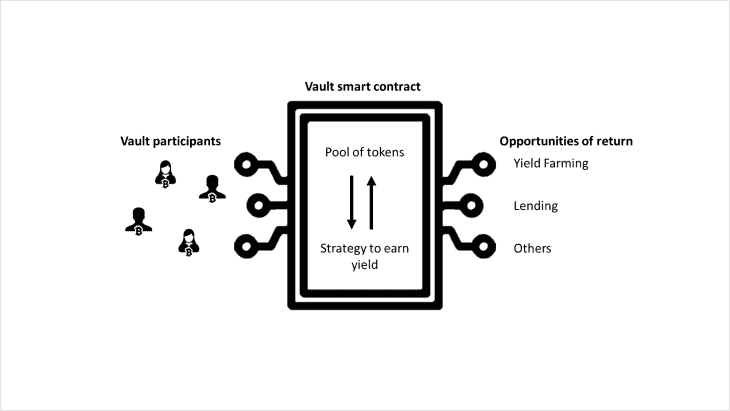 Vault smart contract
Vault participants
Opportunities of return
Pool of tokens
Yield Farming
Lending
Strategy to earn
yield
Others